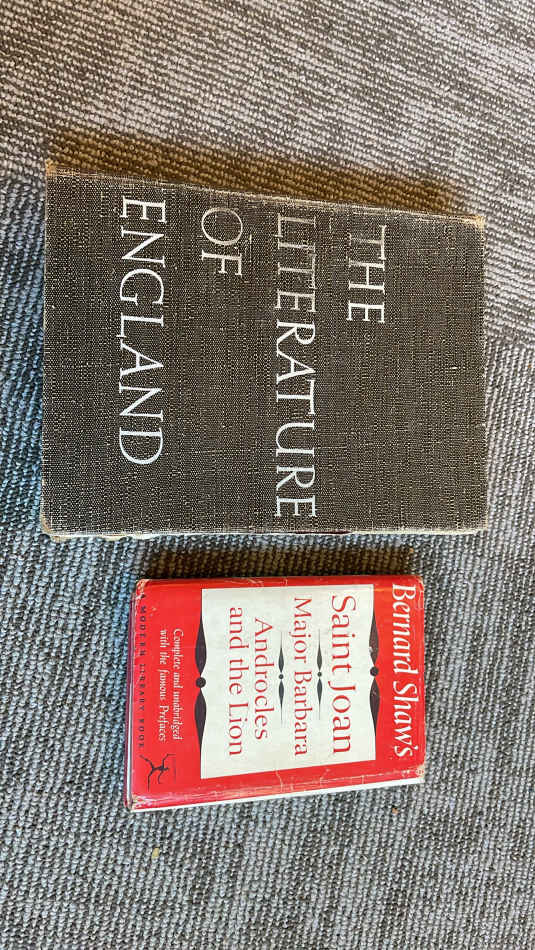 THE
LITERATURE
OF
ENGLAND
Bernard Shaw's
Saint Joan
Major Barbara
Androcles
and the Lion
Complete and unabridged
with the famous Prefaces
A MODERN LIBRARY BOOK